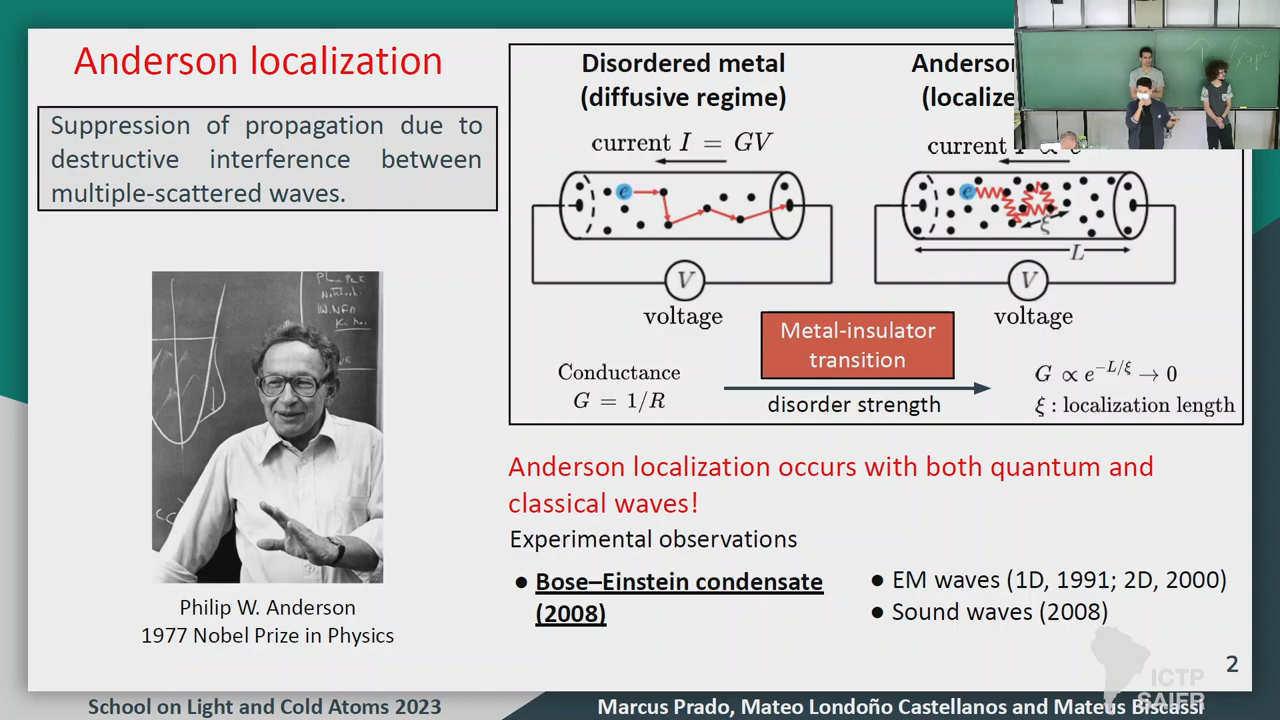 Anderson localization
Suppression of propagation due to
destructive interference between
multiple-scattered waves.
Philip W. Anderson
1977 Nobel Prize in Physics
Disordered metal
(diffusive regime)
current I = GV
e
V
voltage
Conductance
G = 1/R
Metal-insulator
transition
disorder strength
current
e
ξ
L
V
voltage
G ∝ e^{-L/ξ} → 0
ξ : localization length
Anderson localization occurs with both quantum and
classical waves!
Experimental observations
● Bose–Einstein condensate
(2008)
● EM waves (1D, 1991; 2D, 2000)
● Sound waves (2008)
2
ICTP
SAIFR
School on Light and Cold Atoms 2023
Marcus Prado, Mateo Londoño Castellanos and Mateus Biscassi